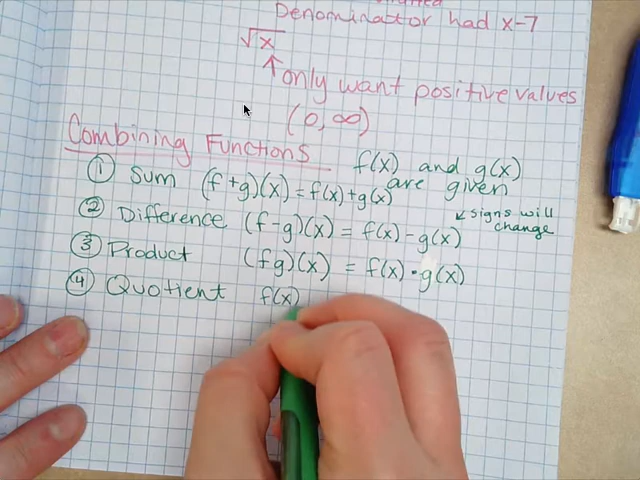 Denominator had x-7
√x
↑ only want positive values
(0,∞)
Combining Functions
f(x) and g(x)
are given
① Sum (f+g)(x) = f(x)+g(x)
② Difference (f-g)(x) = f(x)-g(x)
↙ signs will
change
③ Product (fg)(x) = f(x)·g(x)
④ Quotient f(x)